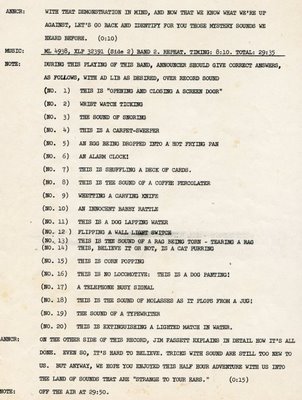 ANNCR: WITH THAT DEMONSTRATION IN MIND, AND NOW THAT WE KNOW WHAT WE'RE UP
AGAINST, LET'S GO BACK AND IDENTIFY FOR YOU THOSE MYSTERY SOUNDS WE
HEARD BEFORE. (0:10)
MUSIC: ML 4938, XLP 32391 (Side 2) BAND 2. REPEAT, TIMING: 8:10. TOTAL: 29:35
NOTE: DURING THIS PLAYING OF THIS BAND, ANNOUNCER SHOULD GIVE CORRECT ANSWERS,
AS FOLLOWS, WITH AD LIB AS DESIRED, OVER RECORD SOUND
(NO. 1) THIS IS "OPENING AND CLOSING A SCREEN DOOR"
(NO. 2) WRIST WATCH TICKING
(NO. 3) THE SOUND OF SNORING
(NO. 4) THIS IS A CARPET-SWEEPER
(NO. 5) AN EGG BEING DROPPED INTO A HOT FRYING PAN
(NO. 6) AN ALARM CLOCK!
(NO. 7) THIS IS SHUFFLING A DECK OF CARDS.
(NO. 8) THIS IS THE SOUND OF A COFFEE PERCOLATER
(NO. 9) WHETTING A CARVING KNIFE
(NO. 10) AN INNOCENT BABBY RATTLE
(NO. 11) THIS IS A DOG LAPPING WATER
(NO. 12) FLIPPING A WALL LIGHT SWITCH
(NO. 13) THIS IS THE SOUND OF A RAG BEING TORN - TEARING A RAG
(NO. 14) THIS, BELIEVE IT OR NOT, IS A CAT PURRING
(NO. 15) THIS IS CORN POPPING
(NO. 16) THIS IS NO LOCOMOTIVE: THIS IS A DOG PANTING!
(NO. 17) A TELEPHONE BUSY SIGNAL
(NO. 18) THIS IS THE SOUND OF MOLASSES AS IT PLOPS FROM A JUG:
(NO. 19) THE SOUND OF A TYPEWRITER
(NO. 20) THIS IS EXTINGUISHING A LIGHTED MATCH IN WATER.
ANNCR: ON THE OTHER SIDE OF THIS RECORD, JIM FASSETT EXPLAINS IN DETAIL HOW IT'S ALL
DONE. EVEN SO, IT'S HARD TO BELIEVE. TRICKS WITH SOUND ARE STILL TOO NEW TO
US. BUT ANYWAY, WE HOPE YOU ENJOYED THIS HALF HOUR ADVENTURE WITH US INTO
THE LAND OF SOUNDS THAT ARE "STRANGE TO YOUR EARS." (0:15)
NOTE: OFF THE AIR AT 29:50.